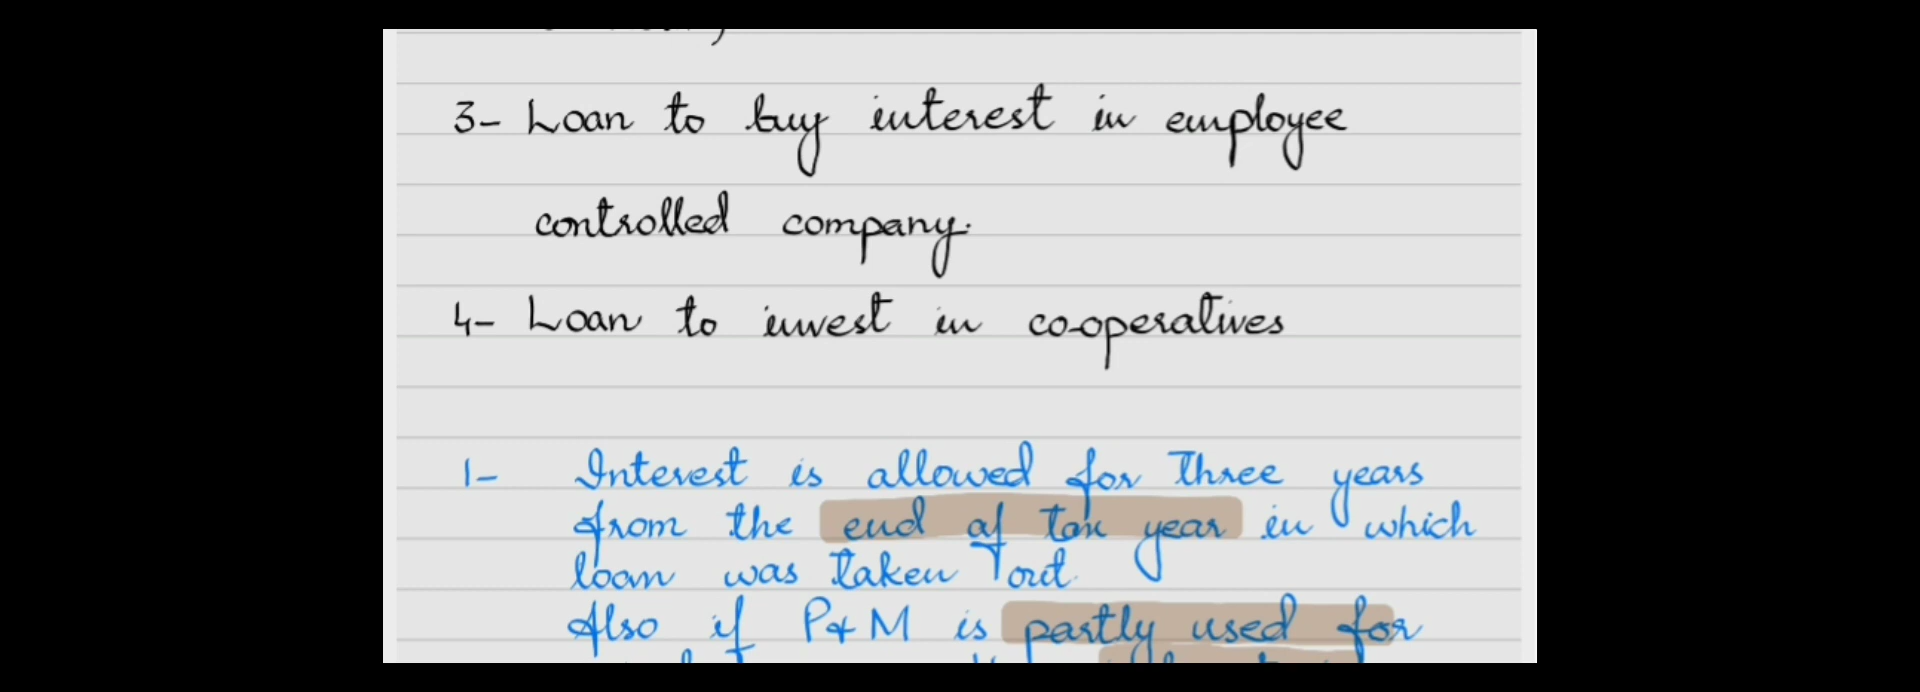 3- Loan to buy interest in employee
controlled company.
4- Loan to invest in co-operatives
1- Interest is allowed for three years
from the end of tax year in which
loan was taken out.
Also if P&M is partly used for